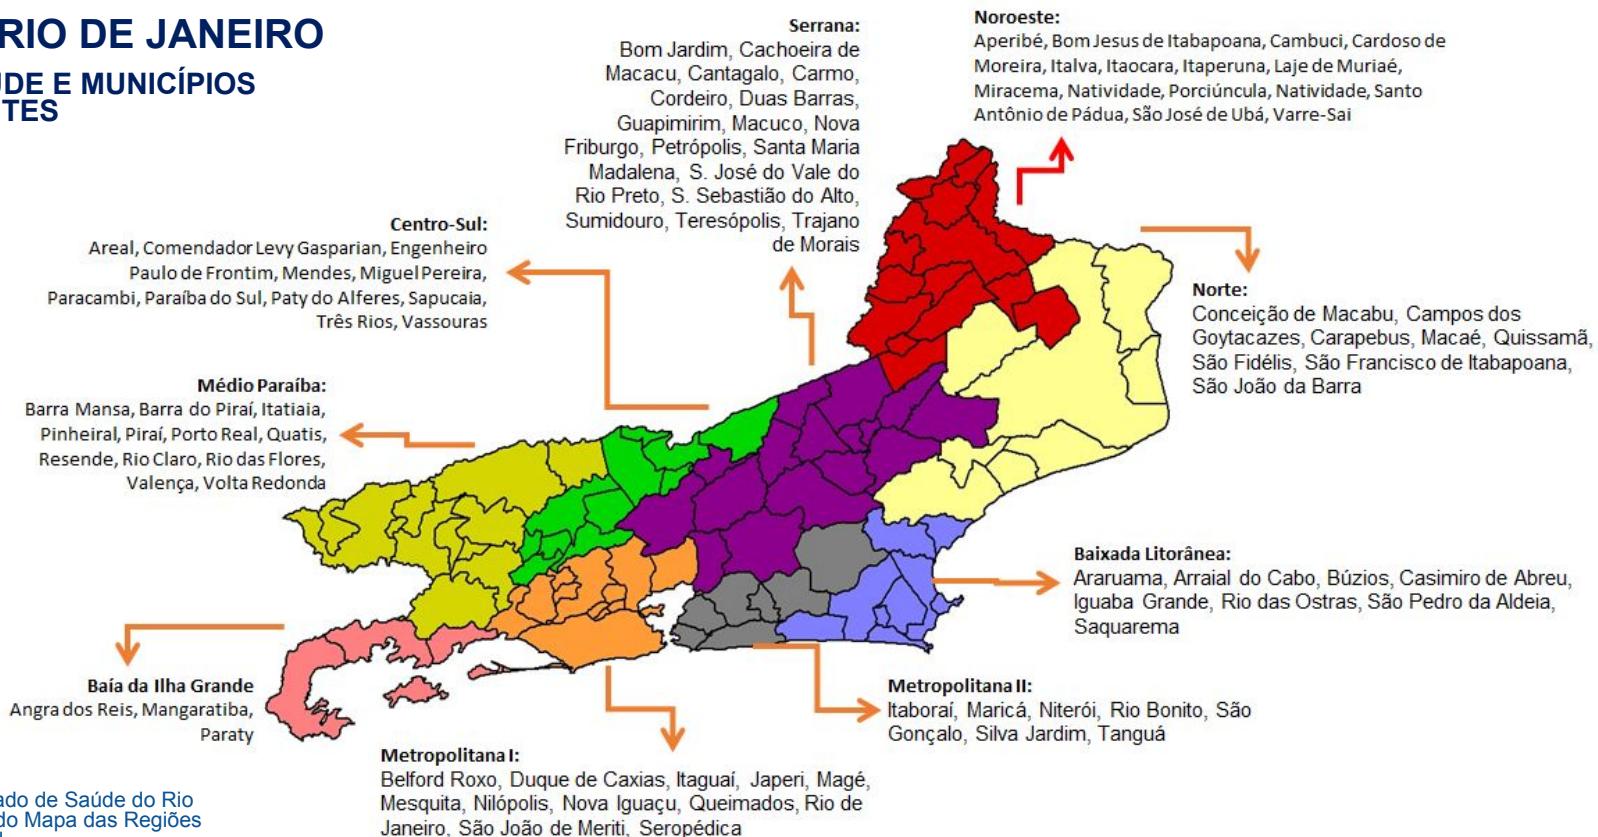 RIO DE JANEIRO
ÚDE E MUNICÍPIOS
TES
Serrana:
Bom Jardim, Cachoeira de
Macacu, Cantagalo, Carmo,
Cordeiro, Duas Barras,
Guapimirim, Macuco, Nova
Friburgo, Petrópolis, Santa Maria
Madalena, S. José do Vale do
Rio Preto, S. Sebastião do Alto,
Sumidouro, Teresópolis, Trajano
de Morais
Noroeste:
Aperibé, Bom Jesus de Itabapoana, Cambuci, Cardoso de
Moreira, Italva, Itaocara, Itaperuna, Laje de Muriaé,
Miracema, Natividade, Porciúncula, Natividade, Santo
Antônio de Pádua, São José de Ubá, Varre-Sai
Centro-Sul:
Areal, Comendador Levy Gasparian, Engenheiro
Paulo de Frontim, Mendes, Miguel Pereira,
Paracambi, Paraíba do Sul, Paty do Alferes, Sapucaia,
Três Rios, Vassouras
Norte:
Conceição de Macabu, Campos dos
Goytacazes, Carapebus, Macaé, Quissamã,
São Fidélis, São Francisco de Itabapoana,
São João da Barra
Médio Paraíba:
Barra Mansa, Barra do Piraí, Itatiaia,
Pinheiral, Piraí, Porto Real, Quatis,
Resende, Rio Claro, Rio das Flores,
Valença, Volta Redonda
Baixada Litorânea:
Araruama, Arraial do Cabo, Búzios, Casimiro de Abreu,
Iguaba Grande, Rio das Ostras, São Pedro da Aldeia,
Saquarema
Baía da Ilha Grande
Angra dos Reis, Mangaratiba,
Paraty
Metropolitana II:
Itaboraí, Maricá, Niterói, Rio Bonito, São
Gonçalo, Silva Jardim, Tanguá
Metropolitana I:
Belford Roxo, Duque de Caxias, Itaguaí, Japeri, Magé,
Mesquita, Nilópolis, Nova Iguaçu, Queimados, Rio de
Janeiro, São João de Meriti, Seropédica
ado de Saúde do Rio
do Mapa das Regiões